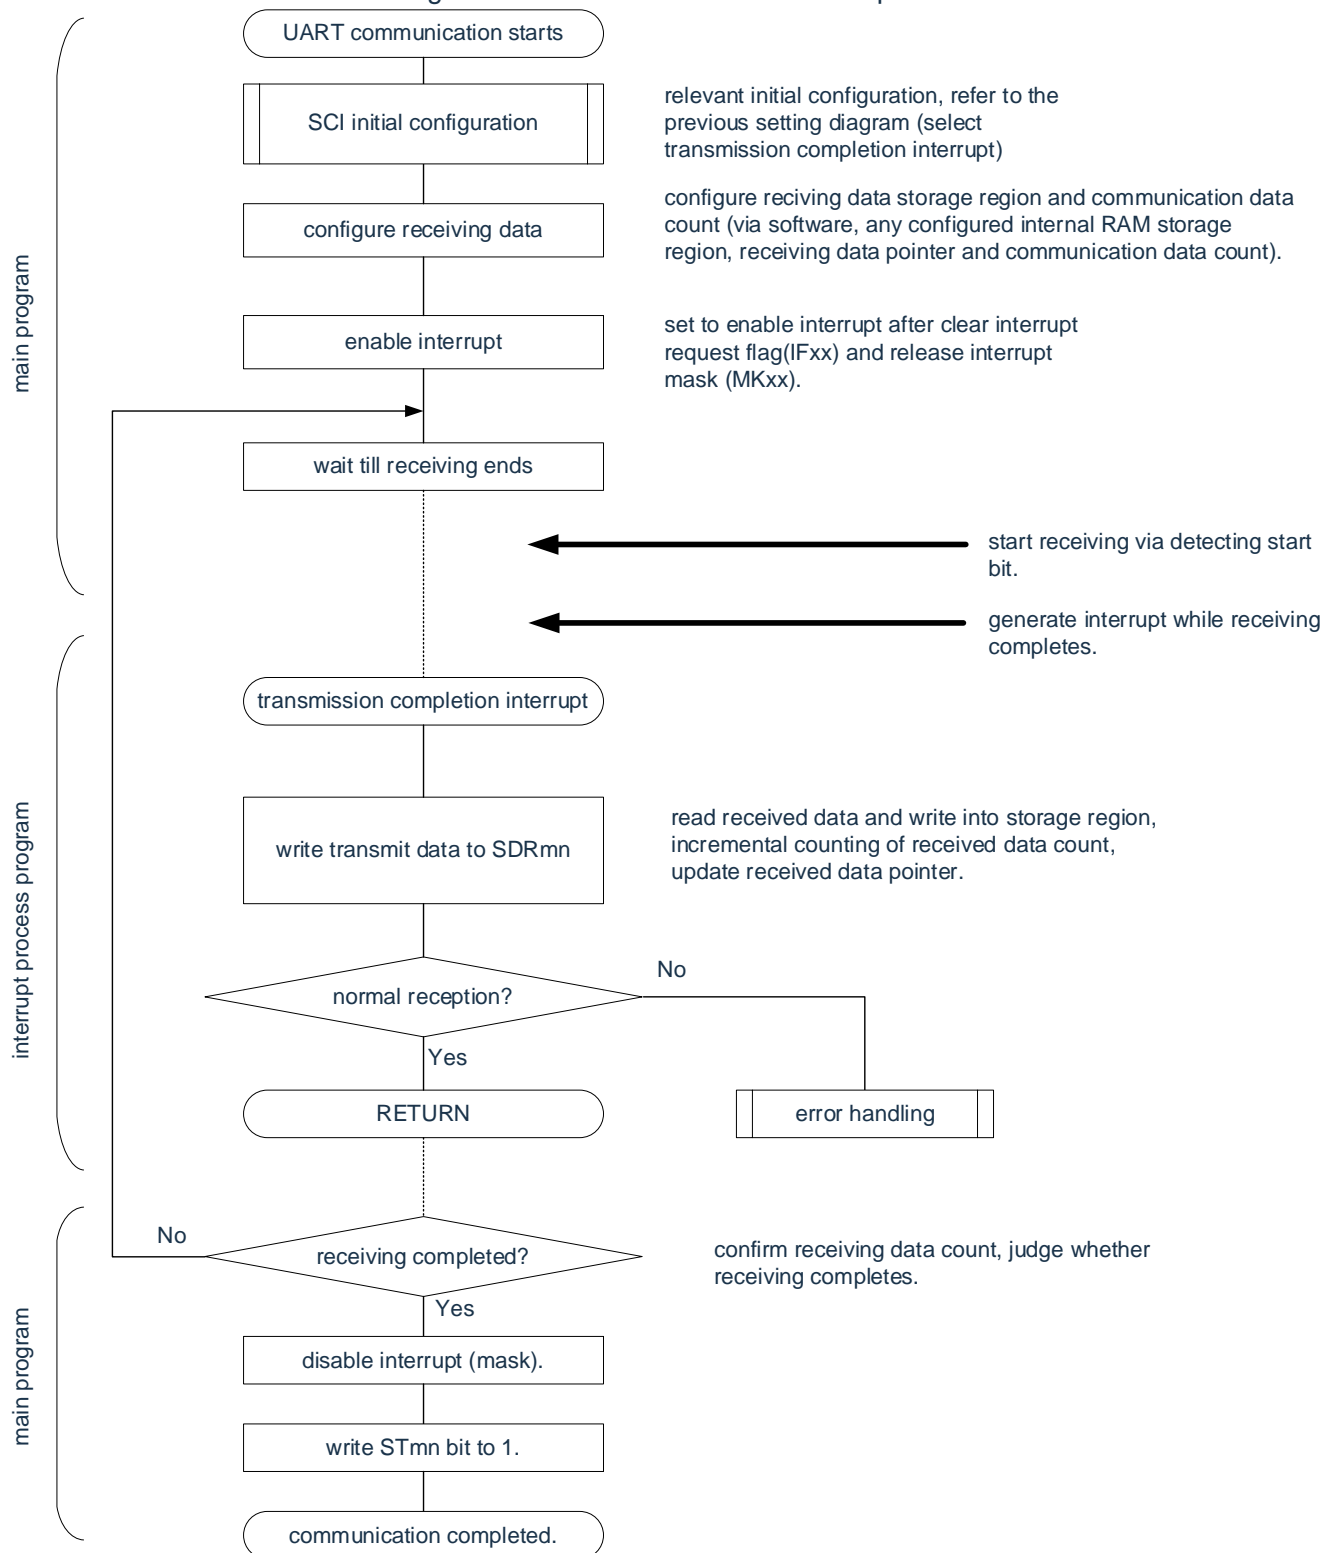 UART communication starts
SCI initial configuration
relevant initial configuration, refer to the
previous setting diagram (select
transmission completion interrupt)
configure receiving data
configure reciving data storage region and communication data
count (via software, any configured internal RAM storage
region, receiving data pointer and communication data count).
main program
enable interrupt
set to enable interrupt after clear interrupt
request flag(IFxx) and release interrupt
mask (MKxx).
wait till receiving ends
start receiving via detecting start
bit.
generate interrupt while receiving
completes.
transmission completion interrupt
interrupt process program
write transmit data to SDRmn
read received data and write into storage region,
incremental counting of received data count,
update received data pointer.
normal reception?
No
Yes
RETURN
error handling
No
receiving completed?
confirm receiving data count, judge whether
receiving completes.
Yes
main program
disable interrupt (mask).
write STmn bit to 1.
communication completed.